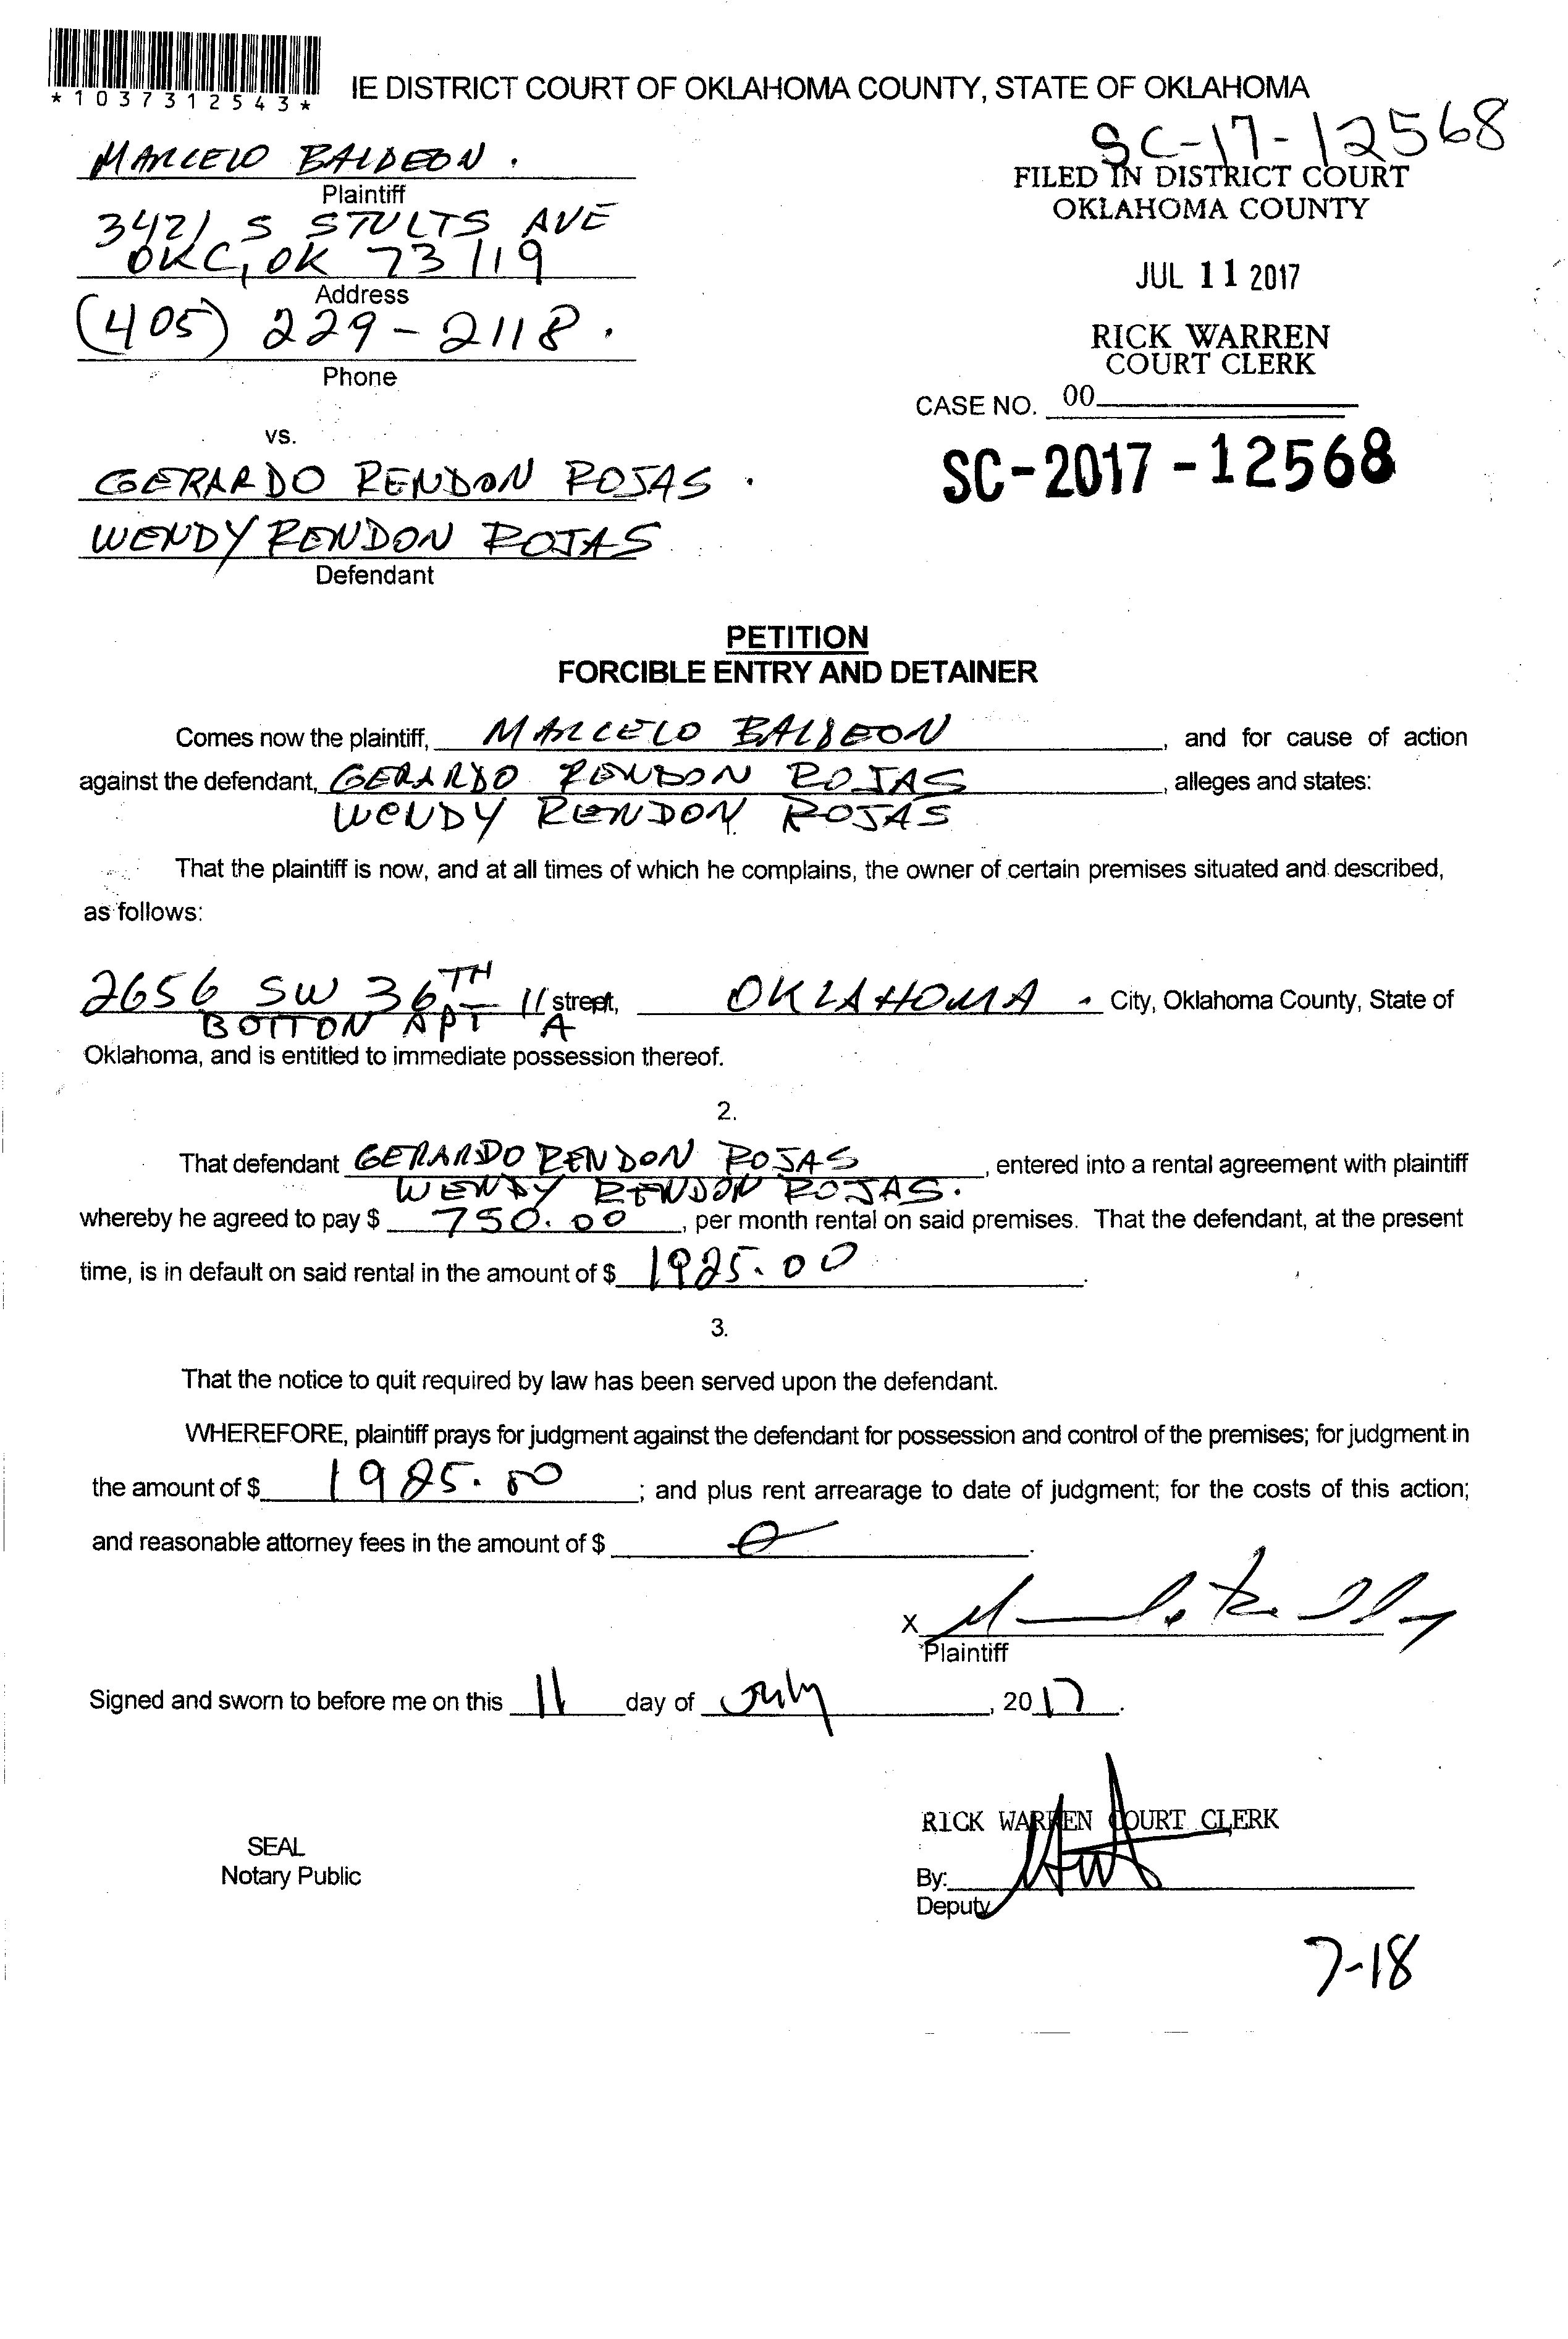 *1037312543*
IE DISTRICT COURT OF OKLAHOMA COUNTY, STATE OF OKLAHOMA
SC-17-12568
MARCELO BALDEON.
Plaintiff
FILED IN DISTRICT COURT
OKLAHOMA COUNTY
3421 S STULTS AVE
OKC, OK 73119
Address
JUL 11 2017
(405) 229-2118.
Phone
RICK WARREN
COURT CLERK
CASE NO. 00
vs.
SC-2017-12568
GERARDO RENDON ROJAS.
WENDY RENDON ROJAS
Defendant
PETITION
FORCIBLE ENTRY AND DETAINER
Comes now the plaintiff, MARCELO BALDEON, and for cause of action
against the defendant, GERARDO RENDON ROJAS, alleges and states:
WENDY RENDON ROJAS
That the plaintiff is now, and at all times of which he complains, the owner of certain premises situated and described,
as follows:
2656 SW 36TH street, OKLAHOMA. City, Oklahoma County, State of
BOTTON APT "A
Oklahoma, and is entitled to immediate possession thereof.
2.
That defendant GERARDO RENDON ROJAS, entered into a rental agreement with plaintiff
WENDY RENDON ROJAS.
whereby he agreed to pay $ 750.00, per month rental on said premises. That the defendant, at the present
time, is in default on said rental in the amount of $ .
3.
That the notice to quit required by law has been served upon the defendant.
WHEREFORE, plaintiff prays for judgment against the defendant for possession and control of the premises; for judgment in
the amount of $ ; and plus rent arrearage to date of judgment; for the costs of this action;
and reasonable attorney fees in the amount of $ .
X
Plaintiff
Signed and sworn to before me on this 11 day of July, 2017.
RICK WARREN COURT CLERK
SEAL
Notary Public
By:
Deputy
7-18